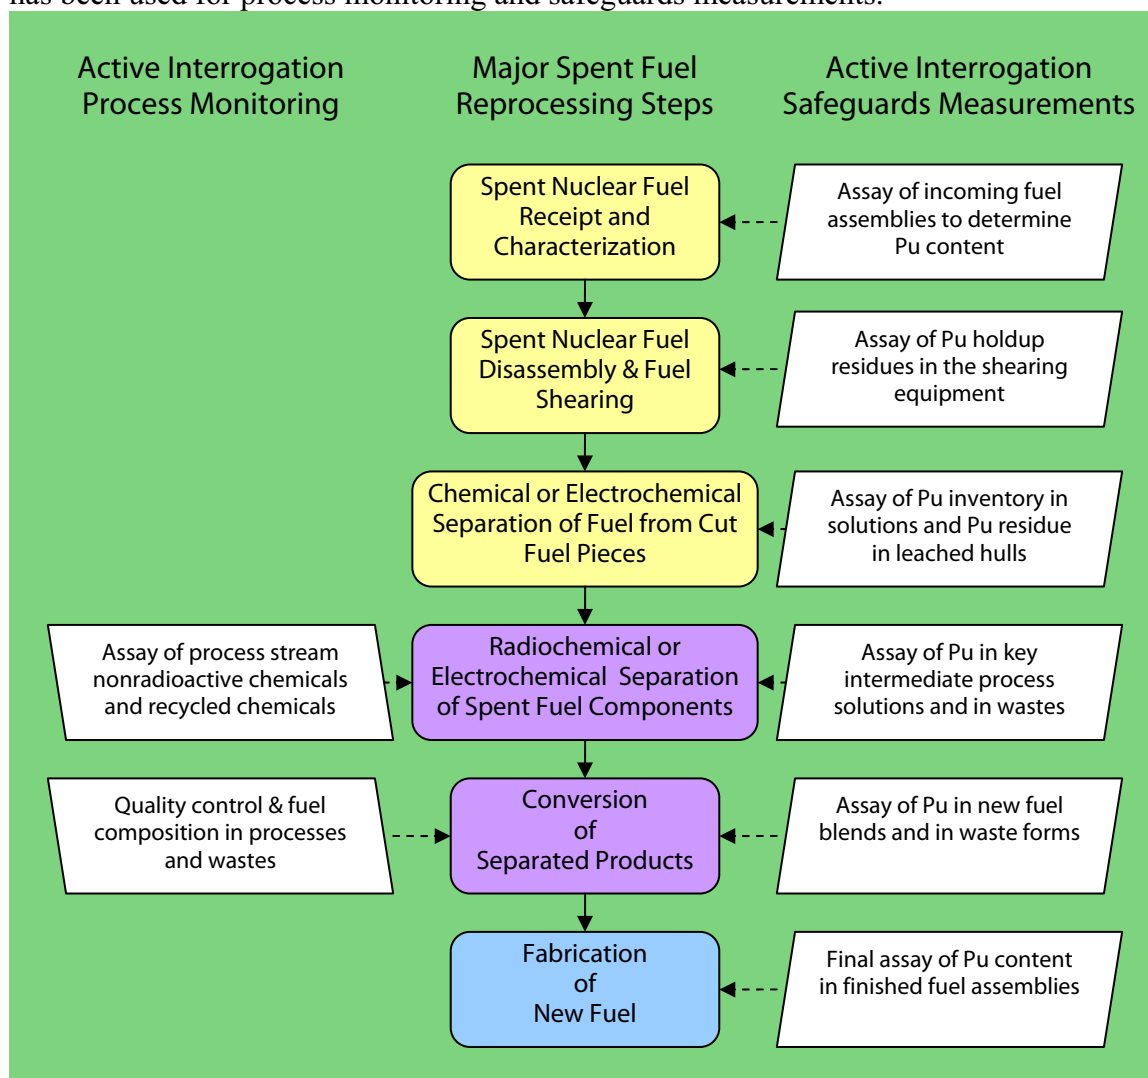 has been used for process monitoring and safeguards measurements.
Active Interrogation
Process Monitoring
Major Spent Fuel
Reprocessing Steps
Active Interrogation
Safeguards Measurements
Spent Nuclear Fuel
Receipt and
Characterization
Assay of incoming fuel
assemblies to determine
Pu content
Spent Nuclear Fuel
Disassembly & Fuel
Shearing
Assay of Pu holdup
residues in the shearing
equipment
Chemical or Electrochemical
Separation of Fuel from Cut
Fuel Pieces
Assay of Pu inventory in
solutions and Pu residue
in leached hulls
Assay of process stream
nonradioactive chemicals
and recycled chemicals
Radiochemical or
Electrochemical Separation
of Spent Fuel Components
Assay of Pu in key
intermediate process
solutions and in wastes
Quality control & fuel
composition in processes
and wastes
Conversion
of
Separated Products
Assay of Pu in new fuel
blends and in waste forms
Fabrication
of
New Fuel
Final assay of Pu content
in finished fuel assemblies